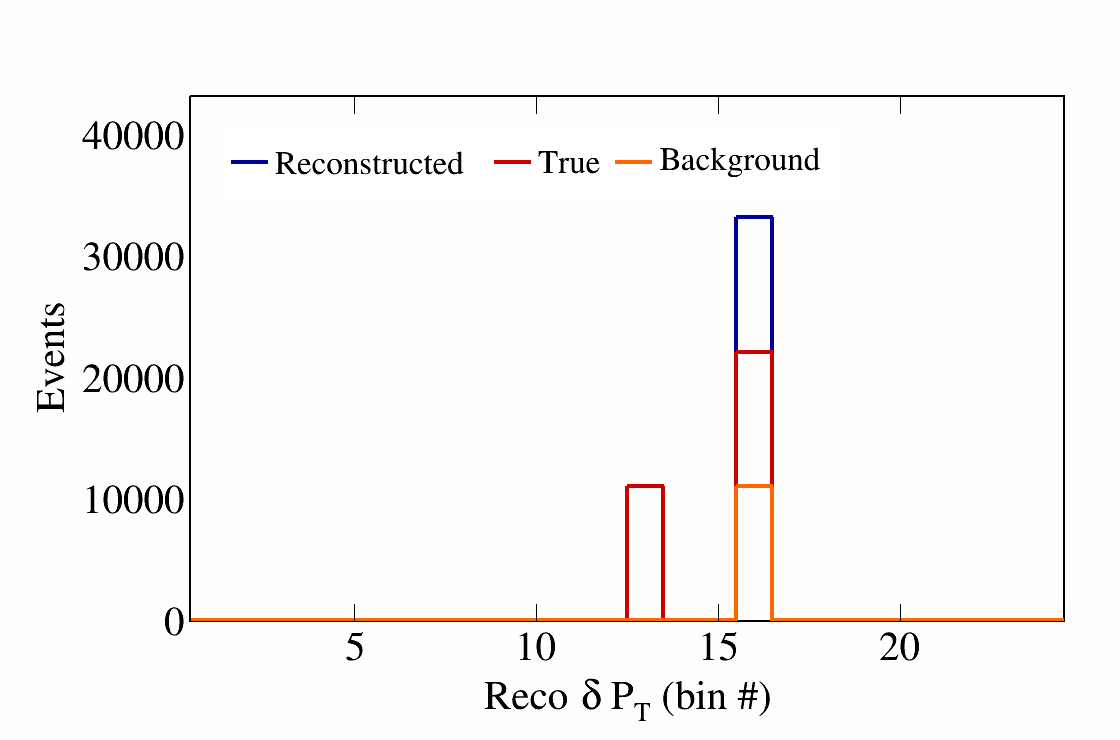 40000
Reconstructed True Background
30000
20000
10000
0
Events
5 10 15 20
Reco δ P_T (bin #)